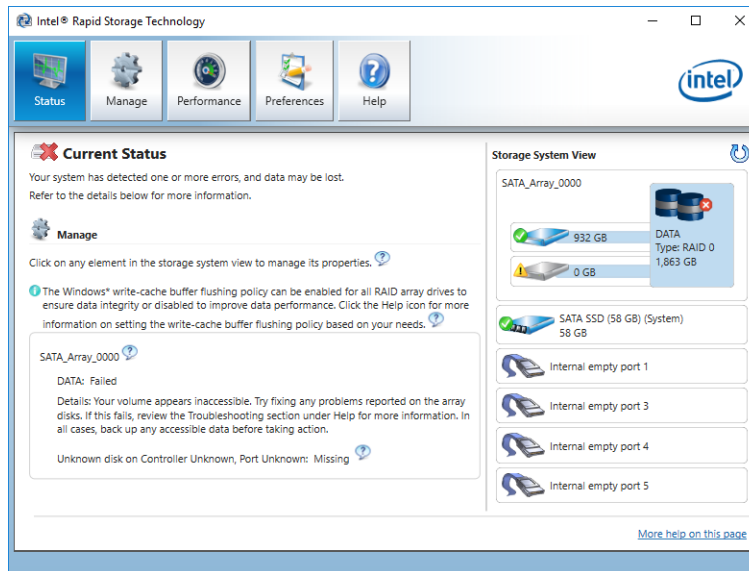 Intel® Rapid Storage Technology
Status
Manage
Performance
Preferences
Help
intel
Current Status
Your system has detected one or more errors, and data may be lost.
Refer to the details below for more information.
Manage
Click on any element in the storage system view to manage its properties.
The Windows* write-cache buffer flushing policy can be enabled for all RAID array drives to
ensure data integrity or disabled to improve data performance. Click the Help icon for more
information on setting the write-cache buffer flushing policy based on your needs.
SATA_Array_0000
DATA: Failed
Details: Your volume appears inaccessible. Try fixing any problems reported on the array
disks. If this fails, review the Troubleshooting section under Help for more information. In
all cases, back up any accessible data before taking action.
Unknown disk on Controller Unknown, Port Unknown: Missing
Storage System View
SATA_Array_0000
932 GB
0 GB
DATA
Type: RAID 0
1,863 GB
SATA SSD (58 GB) (System)
58 GB
Internal empty port 1
Internal empty port 3
Internal empty port 4
Internal empty port 5
More help on this page